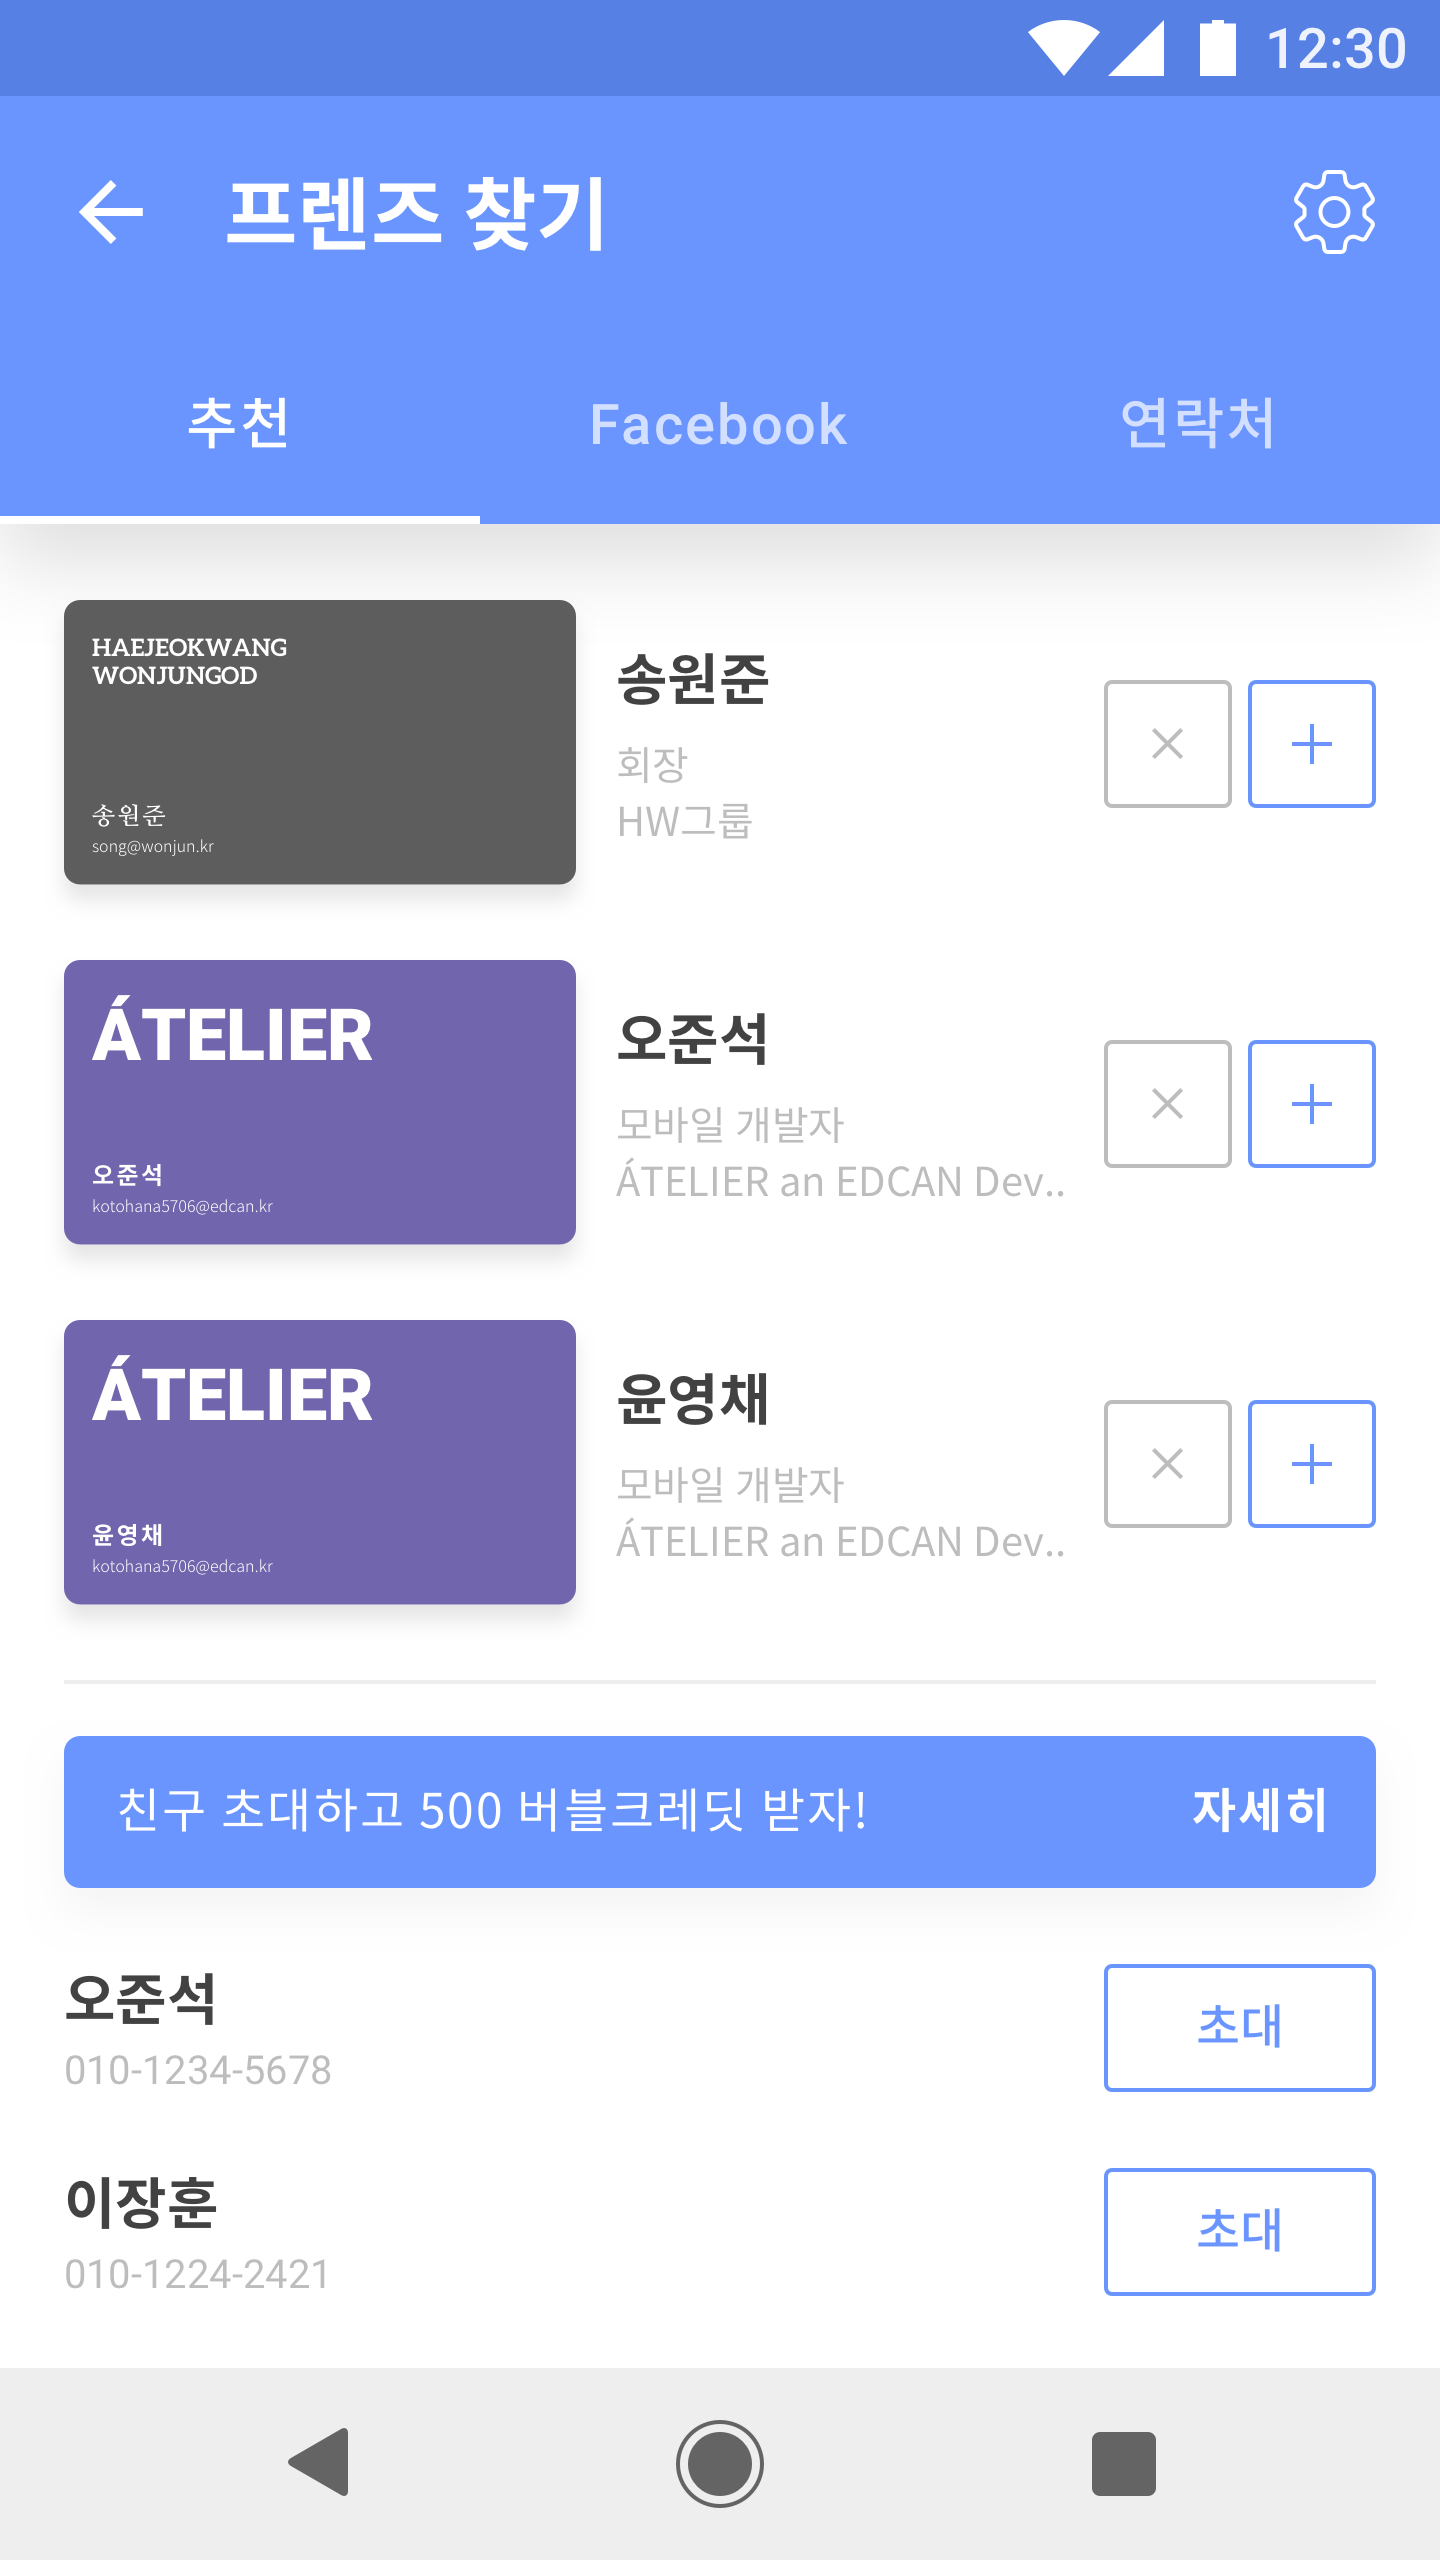 12:30
프렌즈 찾기
추천
Facebook
연락처
HAEJEOKWANG
WONJUNGOD
송원준
song@wonjun.kr
송원준
회장
HW그룹
ÁTELIER
오준석
kotohana5706@edcan.kr
오준석
모바일 개발자
ÁTELIER an EDCAN Dev..
ÁTELIER
윤영채
kotohana5706@edcan.kr
윤영채
모바일 개발자
ÁTELIER an EDCAN Dev..
친구 초대하고 500 버블크레딧 받자!
자세히
오준석
010-1234-5678
초대
이장훈
010-1224-2421
초대